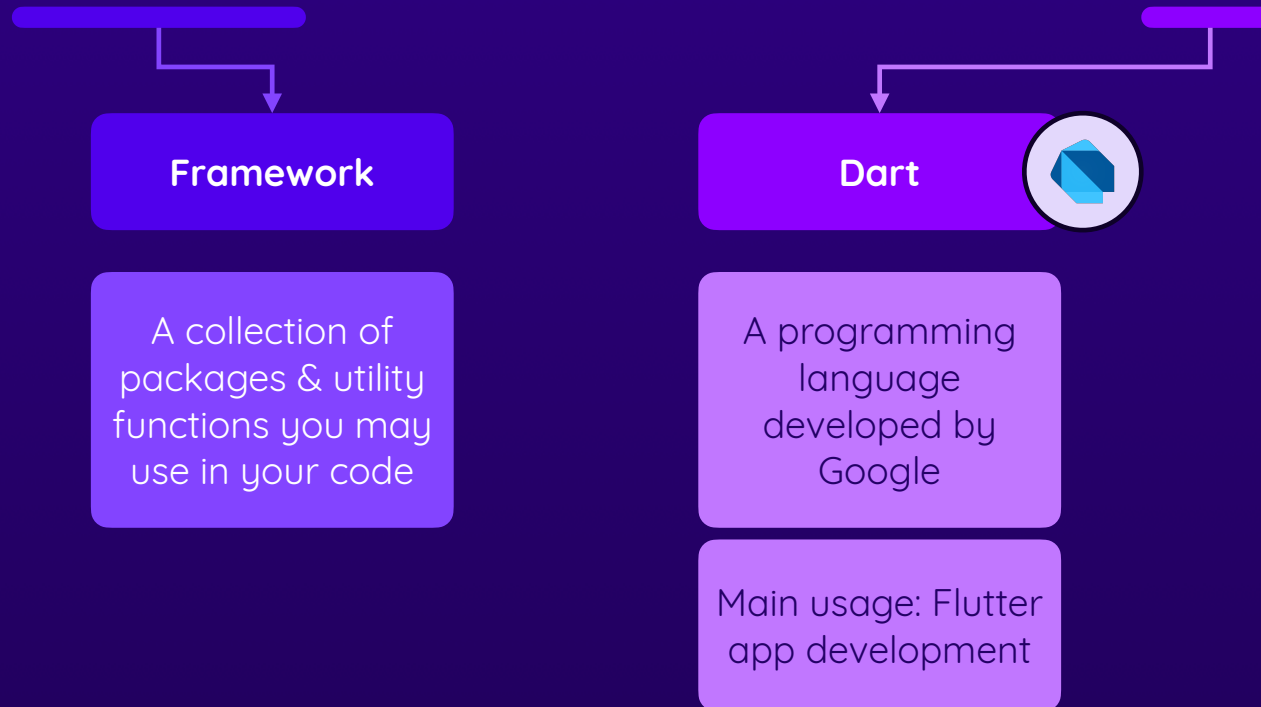 Framework
A collection of
packages & utility
functions you may
use in your code
Dart
A programming
language
developed by
Google
Main usage: Flutter
app development